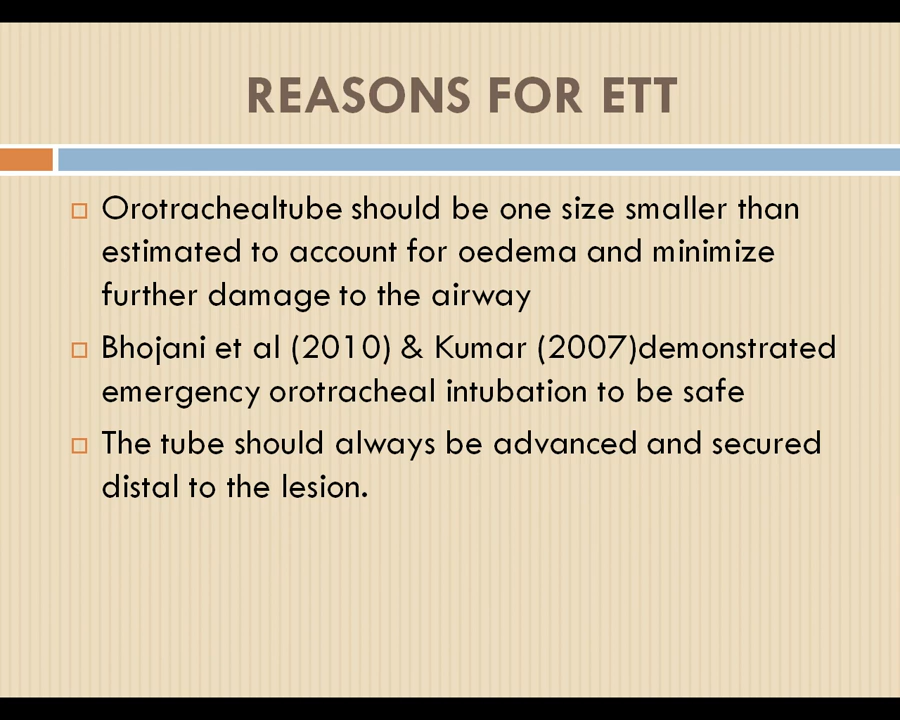 REASONS FOR ETT
Orotrachealtube should be one size smaller than
estimated to account for oedema and minimize
further damage to the airway
Bhojani et al (2010) & Kumar (2007)demonstrated
emergency orotracheal intubation to be safe
The tube should always be advanced and secured
distal to the lesion.